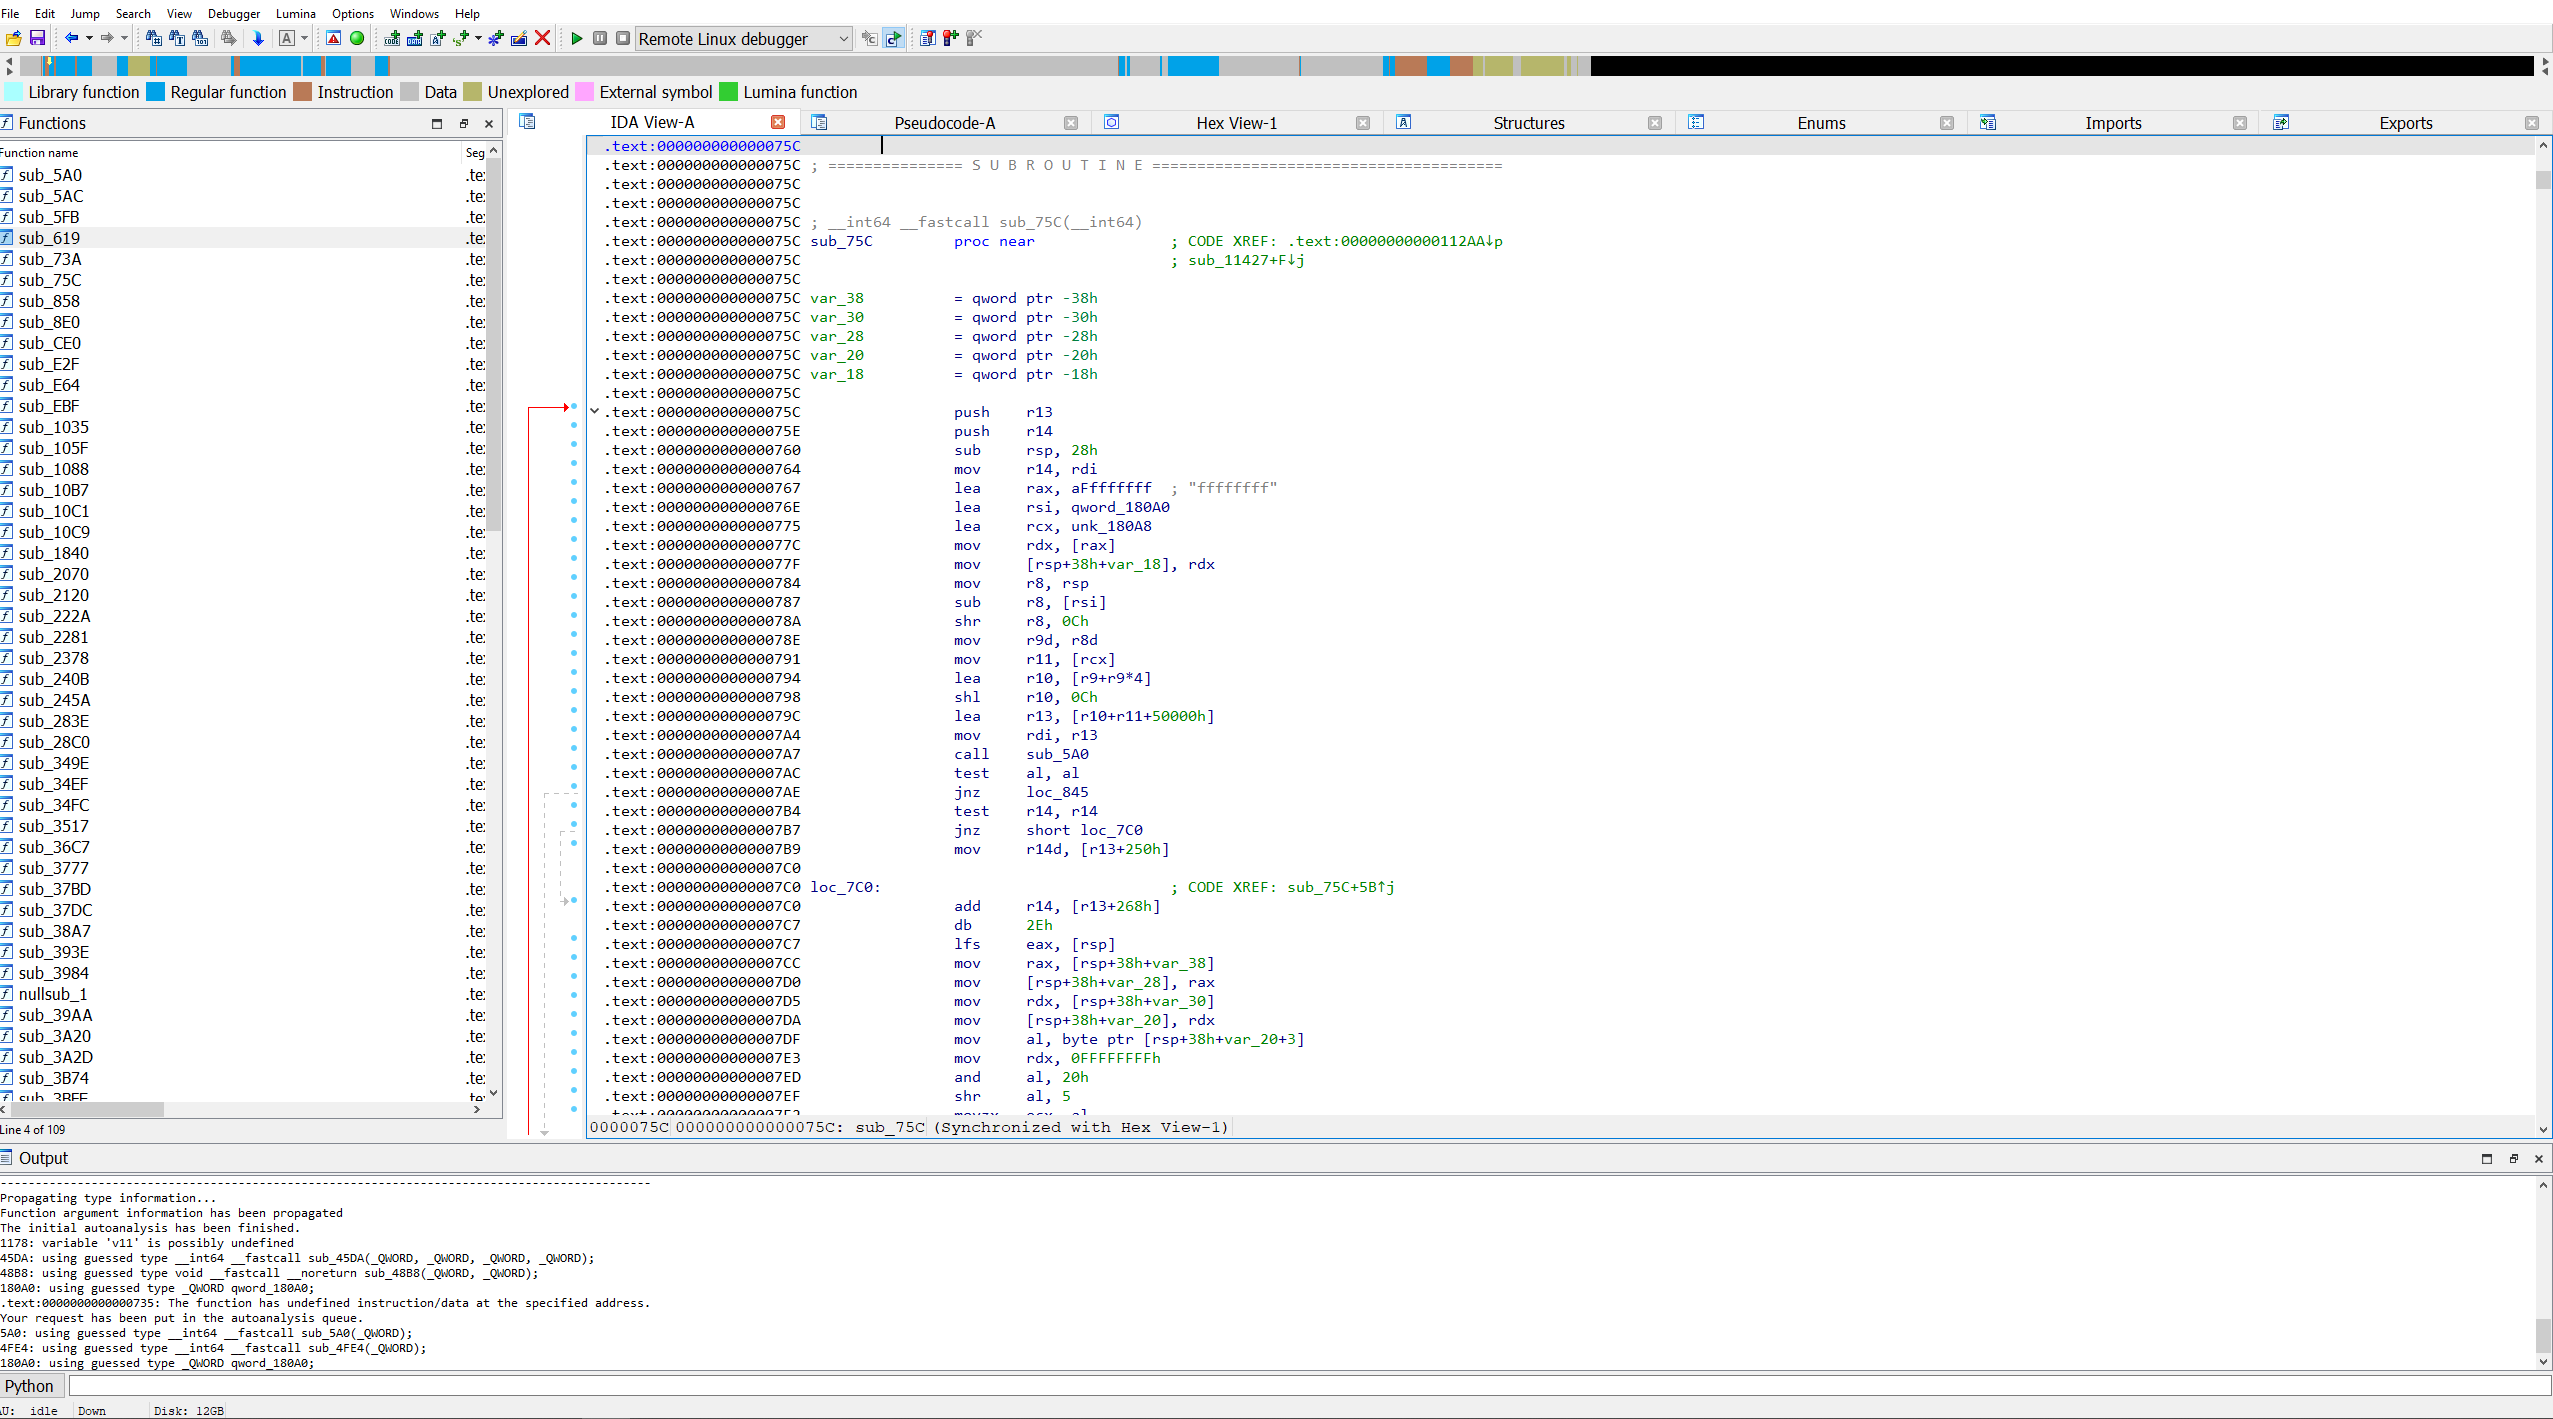 File Edit Jump Search View Debugger Lumina Options Windows Help
Remote Linux debugger
Library function Regular function Instruction Data Unexplored External symbol Lumina function
Functions
Function name Seg
sub_5A0 .te
sub_5AC .te
sub_5FB .te
sub_619 .te
sub_73A .te
sub_75C .te
sub_858 .te
sub_8E0 .te
sub_CE0 .te
sub_E2F .te
sub_E64 .te
sub_EBF .te
sub_1035 .te
sub_105F .te
sub_1088 .te
sub_10B7 .te
sub_10C1 .te
sub_10C9 .te
sub_1840 .te
sub_2070 .te
sub_2120 .te
sub_222A .te
sub_2281 .te
sub_2378 .te
sub_240B .te
sub_245A .te
sub_283E .te
sub_28C0 .te
sub_349E .te
sub_34EF .te
sub_34FC .te
sub_3517 .te
sub_36C7 .te
sub_3777 .te
sub_37BD .te
sub_37DC .te
sub_38A7 .te
sub_393E .te
sub_3984 .te
nullsub_1 .te
sub_39AA .te
sub_3A20 .te
sub_3A2D .te
sub_3B74 .te
Line 4 of 109
IDA View-A Pseudocode-A Hex View-1 Structures Enums Imports Exports
.text:000000000000075C
.text:000000000000075C ; =============== S U B R O U T I N E =======================================
.text:000000000000075C
.text:000000000000075C
.text:000000000000075C ; __int64 __fastcall sub_75C(__int64)
.text:000000000000075C sub_75C proc near ; CODE XREF: .text:00000000000112AA↓p
.text:000000000000075C ; sub_11427+F↓j
.text:000000000000075C
.text:000000000000075C var_38 = qword ptr -38h
.text:000000000000075C var_30 = qword ptr -30h
.text:000000000000075C var_28 = qword ptr -28h
.text:000000000000075C var_20 = qword ptr -20h
.text:000000000000075C var_18 = qword ptr -18h
.text:000000000000075C
.text:000000000000075C push r13
.text:000000000000075E push r14
.text:0000000000000760 sub rsp, 28h
.text:0000000000000764 mov r14, rdi
.text:0000000000000767 lea rax, aFfffffff ; "ffffffff"
.text:000000000000076E lea rsi, qword_180A0
.text:0000000000000775 lea rcx, unk_180A8
.text:000000000000077C mov rdx, [rax]
.text:000000000000077F mov [rsp+38h+var_18], rdx
.text:0000000000000784 mov r8, rsp
.text:0000000000000787 sub r8, [rsi]
.text:000000000000078A shr r8, 0Ch
.text:000000000000078E mov r9d, r8d
.text:0000000000000791 mov r11, [rcx]
.text:0000000000000794 lea r10, [r9+r9*4]
.text:0000000000000798 shl r10, 0Ch
.text:000000000000079C lea r13, [r10+r11+50000h]
.text:00000000000007A4 mov rdi, r13
.text:00000000000007A7 call sub_5A0
.text:00000000000007AC test al, al
.text:00000000000007AE jnz loc_845
.text:00000000000007B4 test r14, r14
.text:00000000000007B7 jnz short loc_7C0
.text:00000000000007B9 mov r14d, [r13+250h]
.text:00000000000007C0
.text:00000000000007C0 loc_7C0: ; CODE XREF: sub_75C+5B↑j
.text:00000000000007C0 add r14, [r13+268h]
.text:00000000000007C7 db 2Eh
.text:00000000000007C7 lfs eax, [rsp]
.text:00000000000007CC mov rax, [rsp+38h+var_38]
.text:00000000000007D0 mov [rsp+38h+var_28], rax
.text:00000000000007D5 mov rdx, [rsp+38h+var_30]
.text:00000000000007DA mov [rsp+38h+var_20], rdx
.text:00000000000007DF mov al, byte ptr [rsp+38h+var_20+3]
.text:00000000000007E3 mov rdx, 0FFFFFFFFh
.text:00000000000007ED and al, 20h
.text:00000000000007EF shr al, 5
0000075C 000000000000075C: sub_75C (Synchronized with Hex View-1)
Output
Propagating type information...
Function argument information has been propagated
The initial autoanalysis has been finished.
1178: variable 'v11' is possibly undefined
45DA: using guessed type __int64 __fastcall sub_45DA(_QWORD, _QWORD, _QWORD, _QWORD);
48B8: using guessed type void __fastcall __noreturn sub_48B8(_QWORD, _QWORD);
180A0: using guessed type _QWORD qword_180A0;
.text:0000000000000735: The function has undefined instruction/data at the specified address.
Your request has been put in the autoanalysis queue.
5A0: using guessed type __int64 __fastcall sub_5A0(_QWORD);
4FE4: using guessed type __int64 __fastcall sub_4FE4(_QWORD);
180A0: using guessed type _QWORD qword_180A0;
Python
AU: idle Down Disk: 12GB